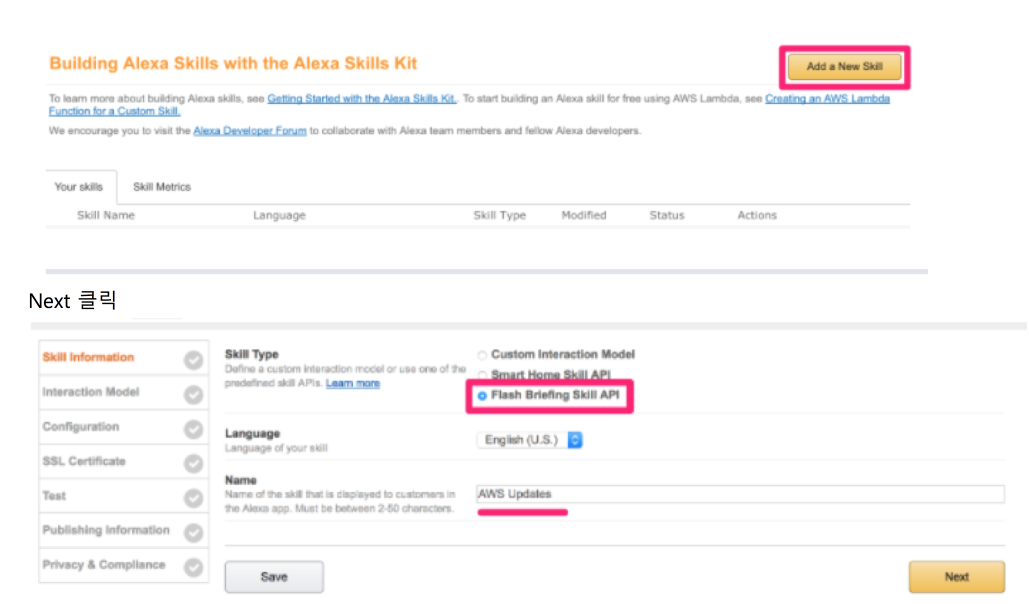 Building Alexa Skills with the Alexa Skills Kit
Add a New Skill
To learn more about building Alexa skills, see Getting Started with the Alexa Skills Kit. To start building an Alexa skill for free using AWS Lambda, see Creating an AWS Lambda
Function for a Custom Skill.
We encourage you to visit the Alexa Developer Forum to collaborate with Alexa team members and fellow Alexa developers.
Your skills Skill Metrics
Skill Name Language Skill Type Modified Status Actions
Next 클릭
Skill Information
Interaction Model
Configuration
SSL Certificate
Test
Publishing Information
Privacy & Compliance
Skill Type
Define a custom interaction model or use one of the
predefined skill APIs. Learn more
Custom Interaction Model
Smart Home Skill API
Flash Briefing Skill API
Language
Language of your skill
English (U.S.)
Name
Name of the skill that is displayed to customers in
the Alexa app. Must be between 2-50 characters.
AWS Updates
Save
Next